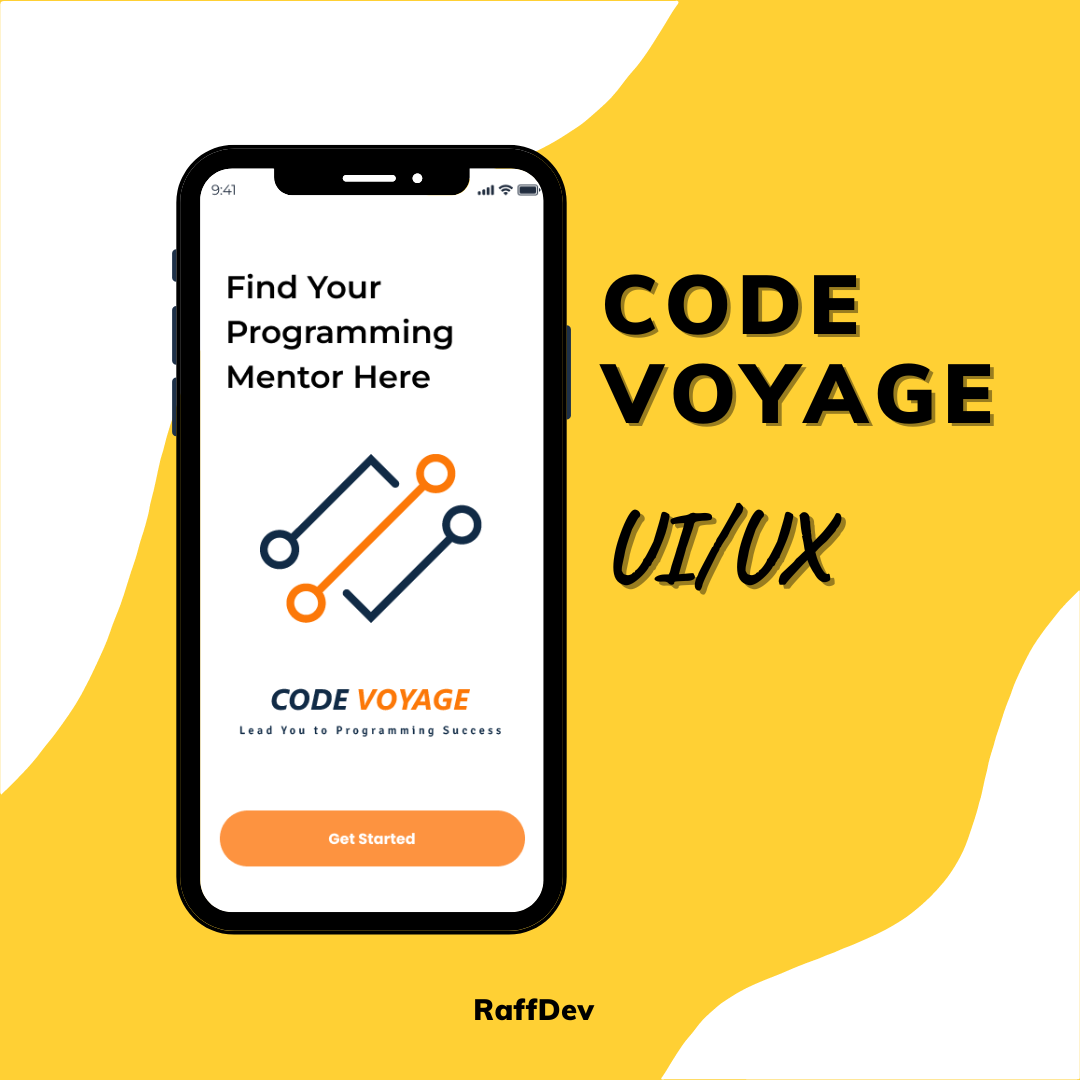 9:41
Find Your
Programming
Mentor Here
CODE VOYAGE
Lead You to Programming Success
Get Started
CODE
VOYAGE
UI/UX
RaffDev